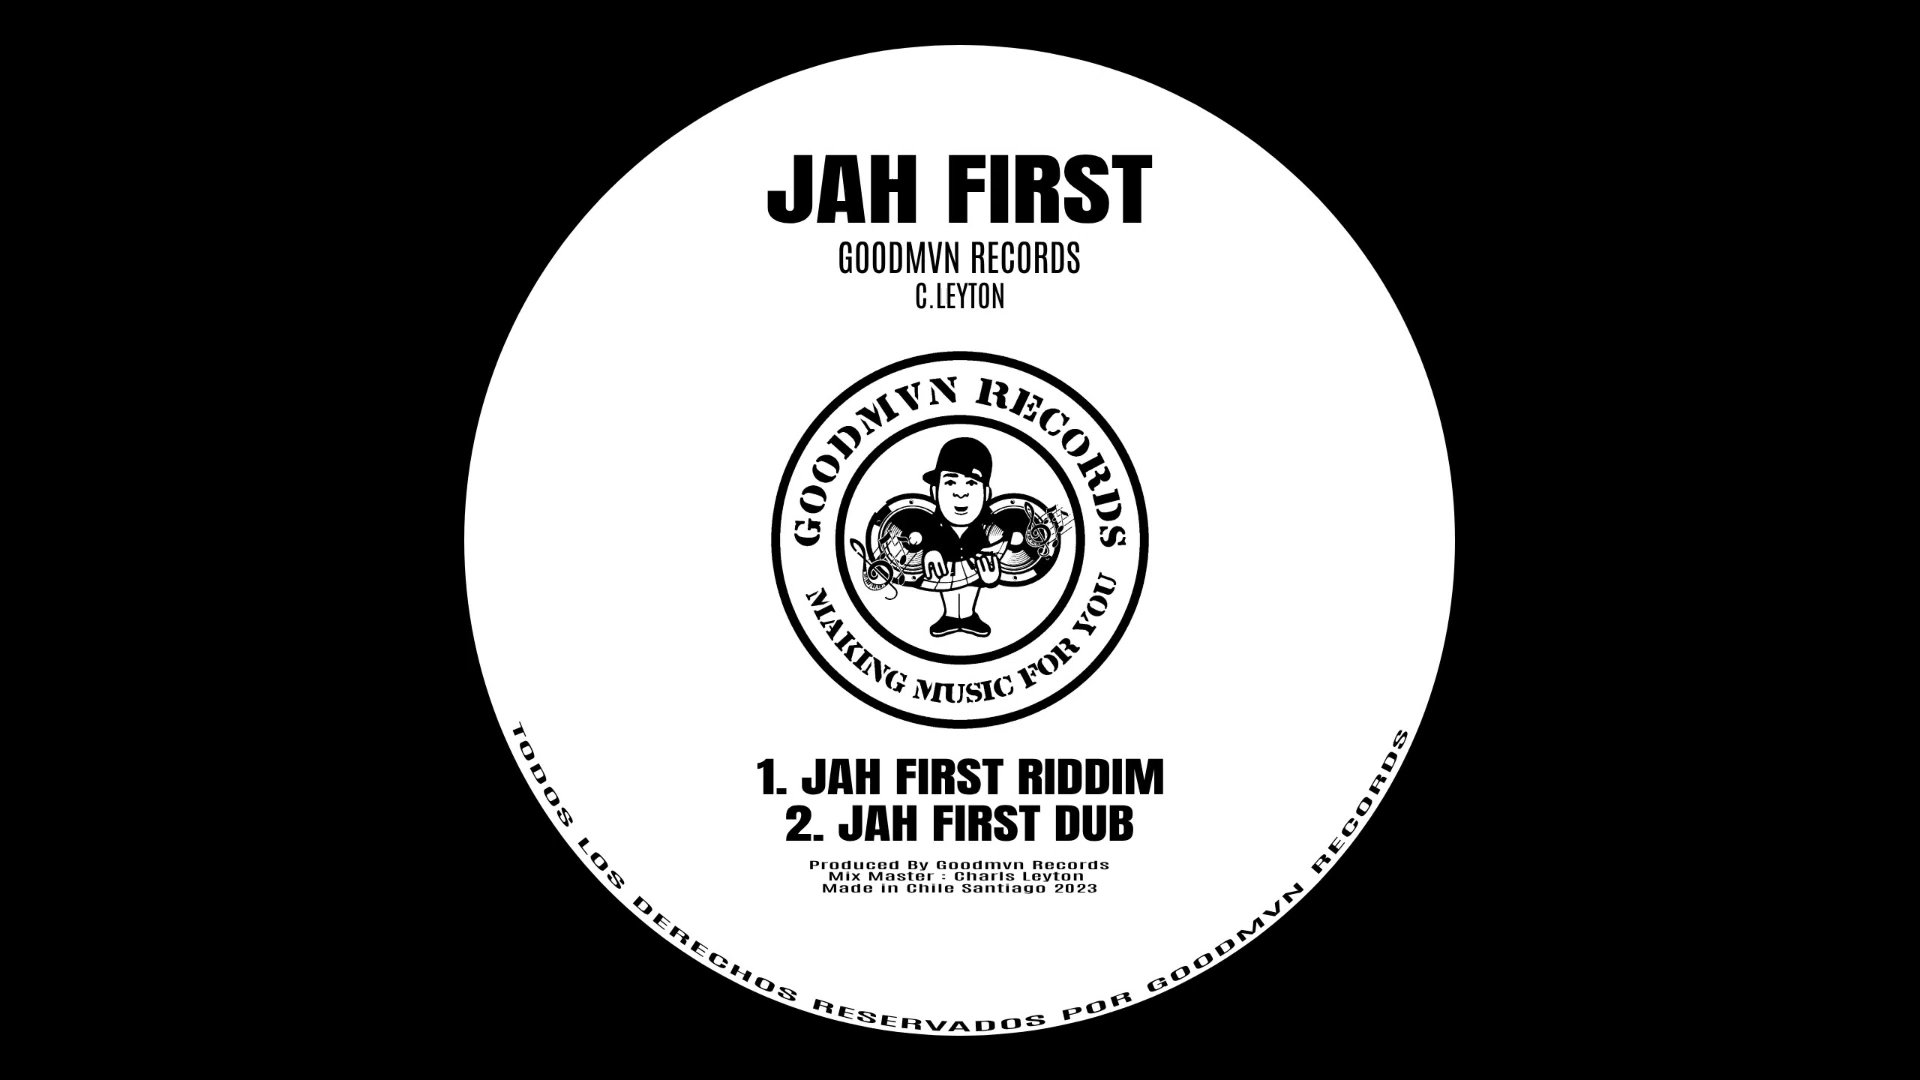 JAH FIRST
GOODMVN RECORDS
C.LEYTON
GOODMVN RECORDS
MAKING MUSIC FOR YOU
1. JAH FIRST RIDDIM
2. JAH FIRST DUB
Produced By Goodmvn Records
Mix Master : Charls Leyton
Made in Chile Santiago 2023
TODOS LOS DERECHOS RESERVADOS POR GOODMVN RECORDS